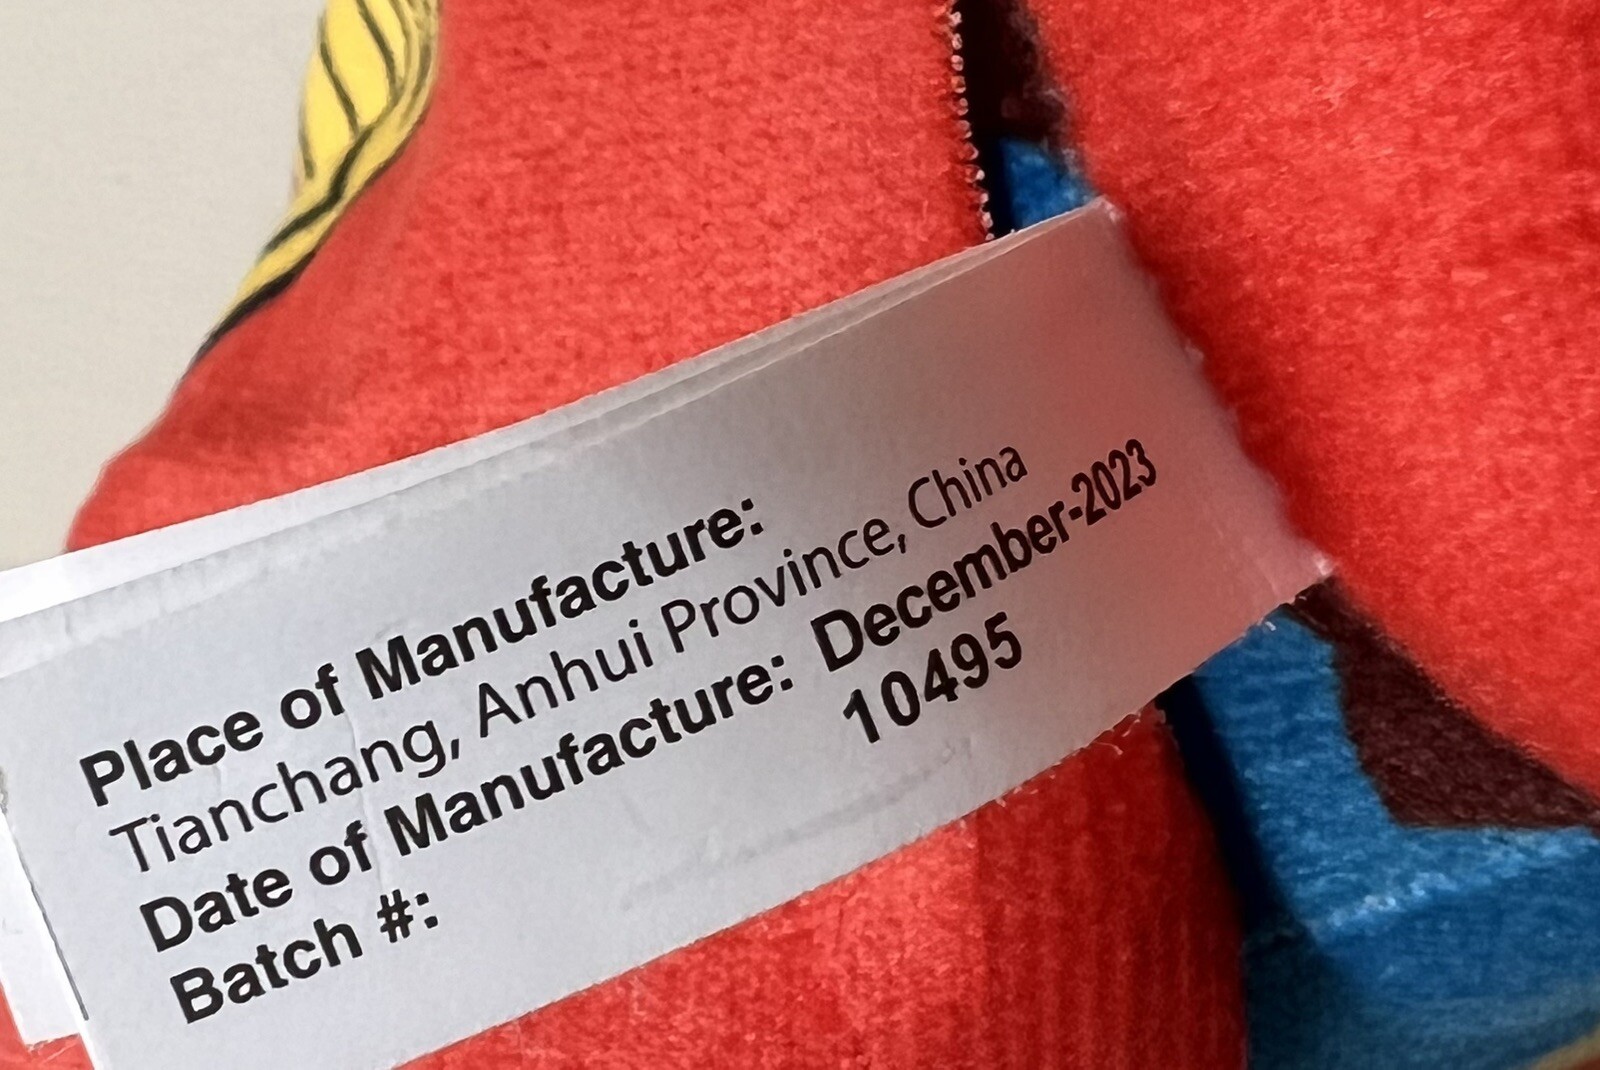 Place of Manufacture:
Tianchang, Anhui Province, China
Date of Manufacture: December-2023
Batch #: 10495